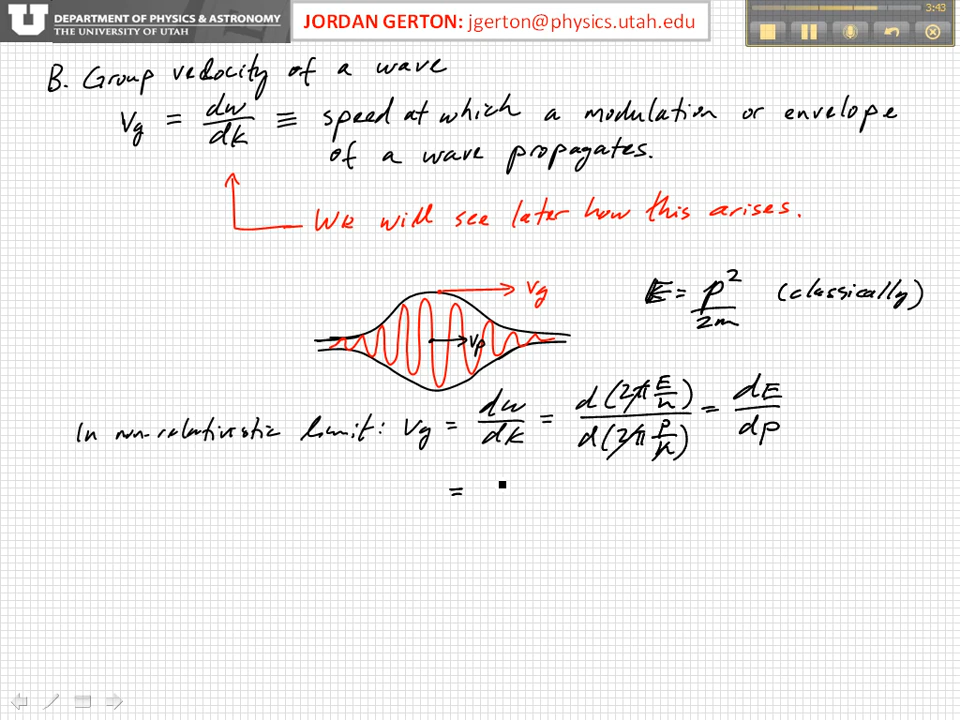 DEPARTMENT OF PHYSICS & ASTRONOMY
THE UNIVERSITY OF UTAH
JORDAN GERTON: jgerton@physics.utah.edu
3:43
B. Group velocity of a wave
Vg = dω/dk ≡ speed at which a modulation or envelope
of a wave propagates.
We will see later how this arises.
Vg
E = p²/2m (classically)
Vp
In non-relativistic limit: Vg = dω/dk = d(2π E/h)/d(2π p/h) = dE/dp
=